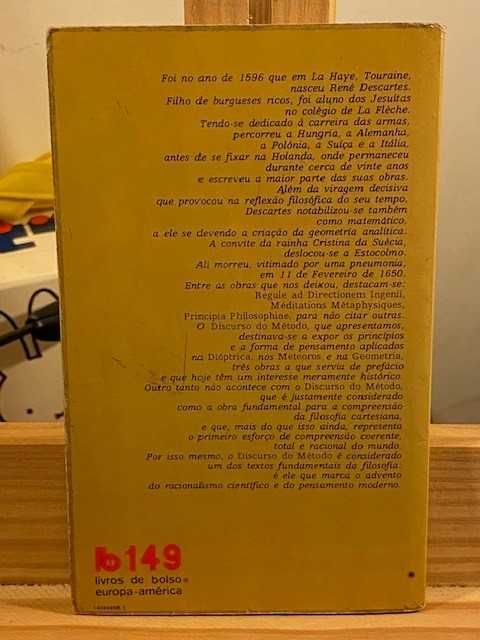 Foi no ano de 1596 que em La Haye, Touraine,
nasceu René Descartes.
Filho de burgueses ricos, foi aluno dos Jesuítas
no colégio de La Flèche.
Tendo-se dedicado à carreira das armas,
percorreu a Hungria, a Alemanha,
a Polónia, a Suíça e a Itália,
antes de se fixar na Holanda, onde permaneceu
durante cerca de vinte anos
e escreveu a maior parte das suas obras.
Além da viragem decisiva
que provocou na reflexão filosófica do seu tempo,
Descartes notabilizou-se também
como matemático,
a ele se devendo a criação da geometria analítica.
A convite da rainha Cristina da Suécia,
deslocou-se a Estocolmo.
Ali morreu, vitimado por uma pneumonia,
em 11 de Fevereiro de 1650.
Entre as obras que nos deixou, destacam-se:
Regule ad Directionem Ingenii,
Méditations Métaphysiques,
Principia Philosophiae, para não citar outras.
O Discurso do Método, que apresentamos,
destinava-se a expor os princípios
e a forma de pensamento aplicados
na Dióptrica, nos Meteoros e na Geometria,
três obras a que servia de prefácio
e que hoje têm um interesse meramente histórico.
Outro tanto não acontece com o Discurso do Método,
que é justamente considerado
como a obra fundamental para a compreensão
da filosofia cartesiana,
e que, mais do que isso ainda, representa
o primeiro esforço de compreensão coerente,
total e racional do mundo.
Por isso mesmo, o Discurso do Método é considerado
um dos textos fundamentais da filosofia:
é ele que marca o advento
do racionalismo científico e do pensamento moderno.
lb 149
livros de bolso
europa-américa